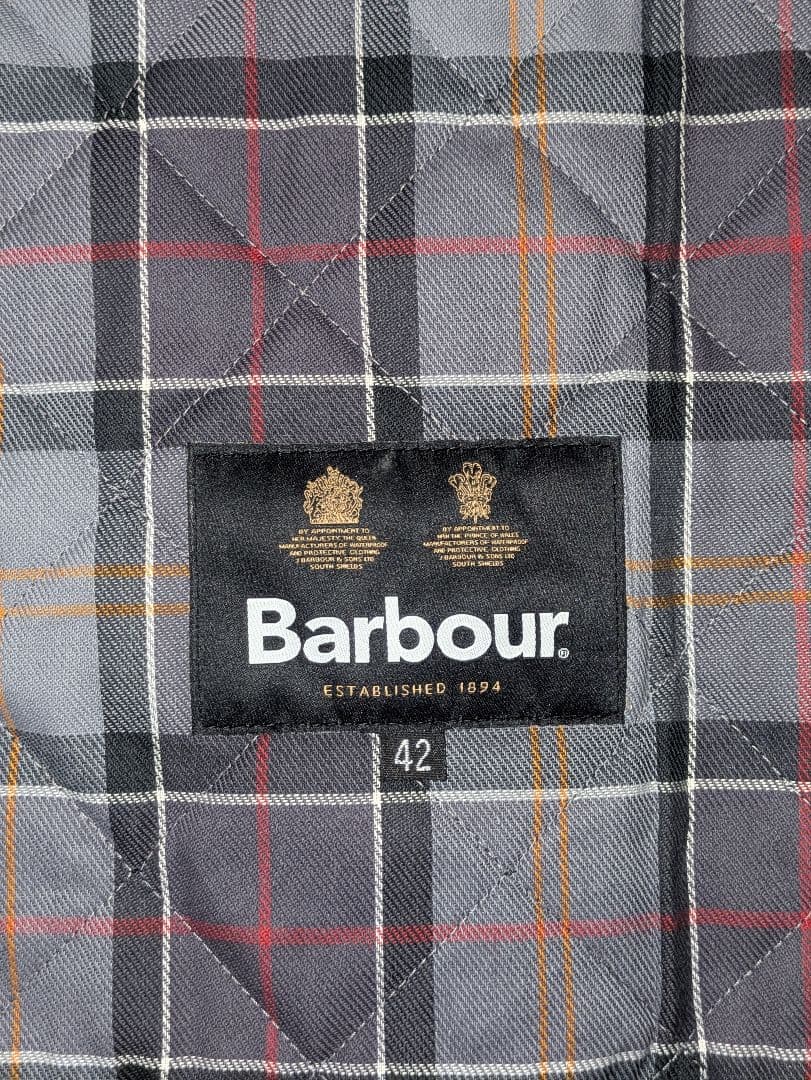 BY APPOINTMENT TO
HER MAJESTY THE QUEEN
MANUFACTURERS OF WATERPROOF
AND PROTECTIVE CLOTHING
J BARBOUR & SONS LTD
SOUTH SHIELDS
BY APPOINTMENT TO
HRH THE PRINCE OF WALES
MANUFACTURERS OF WATERPROOF
AND PROTECTIVE CLOTHING
J BARBOUR & SONS LTD
SOUTH SHIELDS
Barbour®
ESTABLISHED 1894
42